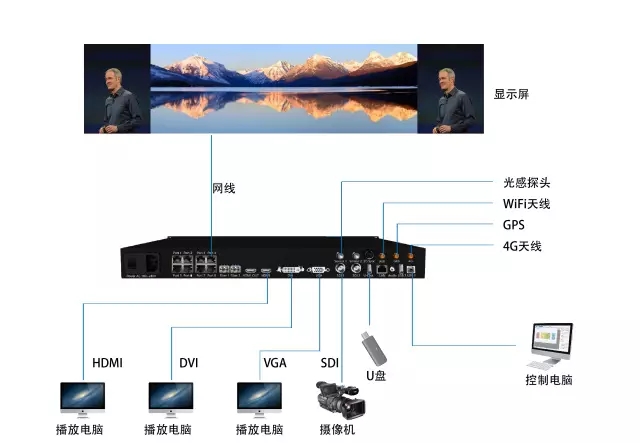 显示屏
网线
光感探头
WiFi天线
GPS
4G天线
HDMI
DVI
VGA
SDI
U盘
控制电脑
播放电脑
播放电脑
播放电脑
摄像机